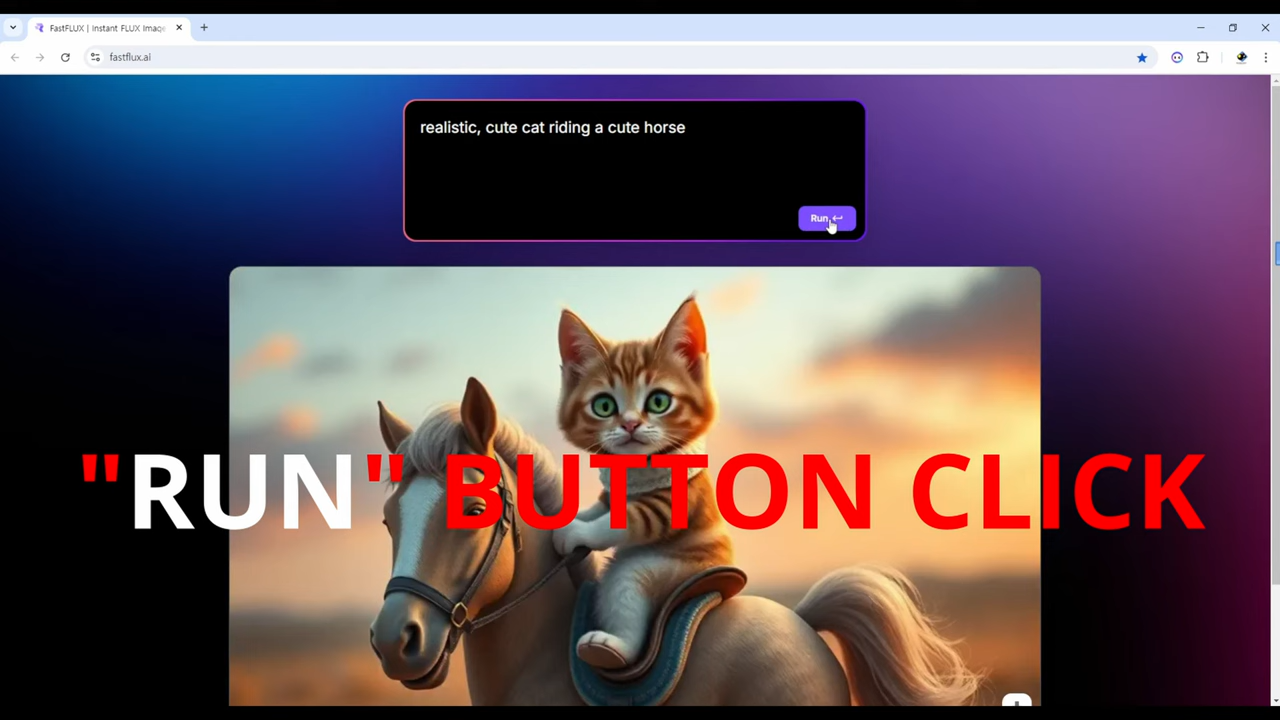 FastFLUX | Instant FLUX Imag
fastflux.ai
realistic, cute cat riding a cute horse
Run
"RUN" BUTTON CLICK